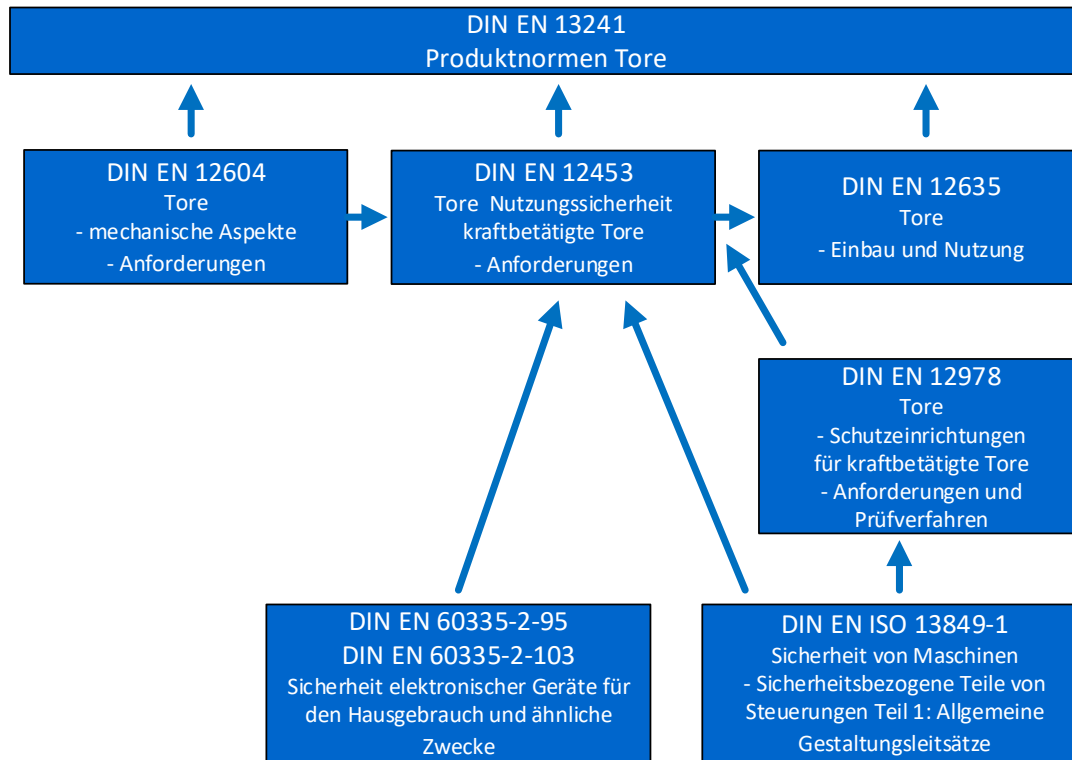 DIN EN 13241
Produktnormen Tore
DIN EN 12604
Tore
- mechanische Aspekte
- Anforderungen
DIN EN 12453
Tore Nutzungssicherheit
kraftbetätigte Tore
- Anforderungen
DIN EN 12635
Tore
- Einbau und Nutzung
DIN EN 12978
Tore
- Schutzeinrichtungen
für kraftbetätigte Tore
- Anforderungen und
Prüfverfahren
DIN EN 60335-2-95
DIN EN 60335-2-103
Sicherheit elektronischer Geräte für
den Hausgebrauch und ähnliche
Zwecke
DIN EN ISO 13849-1
Sicherheit von Maschinen
- Sicherheitsbezogene Teile von
Steuerungen Teil 1: Allgemeine
Gestaltungsleitsätze